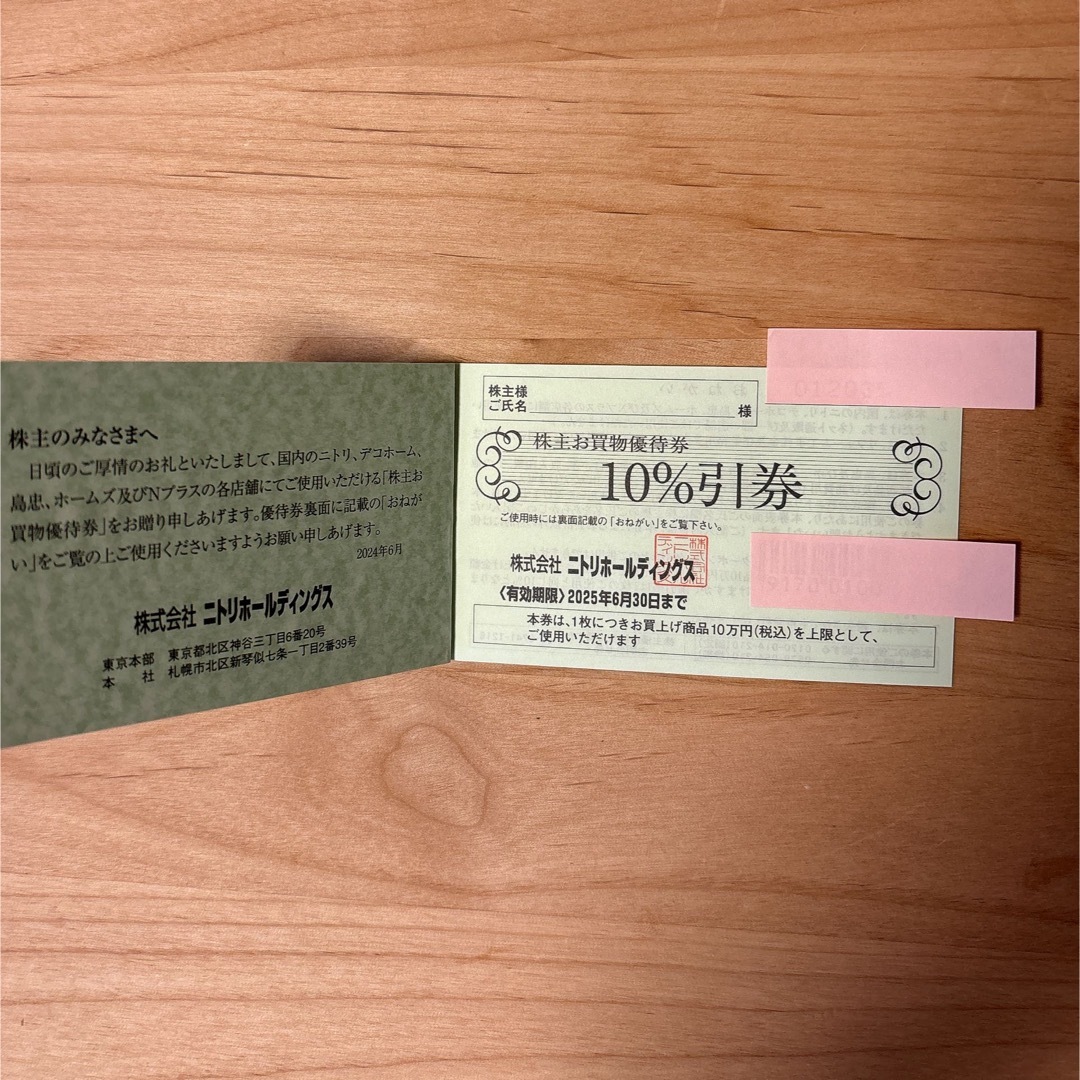 株主のみなさまへ
日頃のご厚情のお礼といたしまして、国内のニトリ、デコホーム、
島忠、ホームズ及びNプラスの各店舗にてご使用いただける「株主お
買物優待券」をお贈り申しあげます。優待券裏面に記載の「おねが
い」をご覧の上ご使用くださいますようお願い申しあげます。
2024年6月
株式会社 ニトリホールディングス
東京本部 東京都北区神谷三丁目6番20号
本 社 札幌市北区新琴似七条一丁目2番39号
株主様
ご氏名 様
株主お買物優待券
10%引券
ご使用時には裏面記載の「おねがい」をご覧下さい。
株式会社 ニトリホールディングス
〈有効期限〉2025年6月30日まで
本券は、1枚につきお買上げ商品10万円(税込)を上限として、
ご使用いただけます